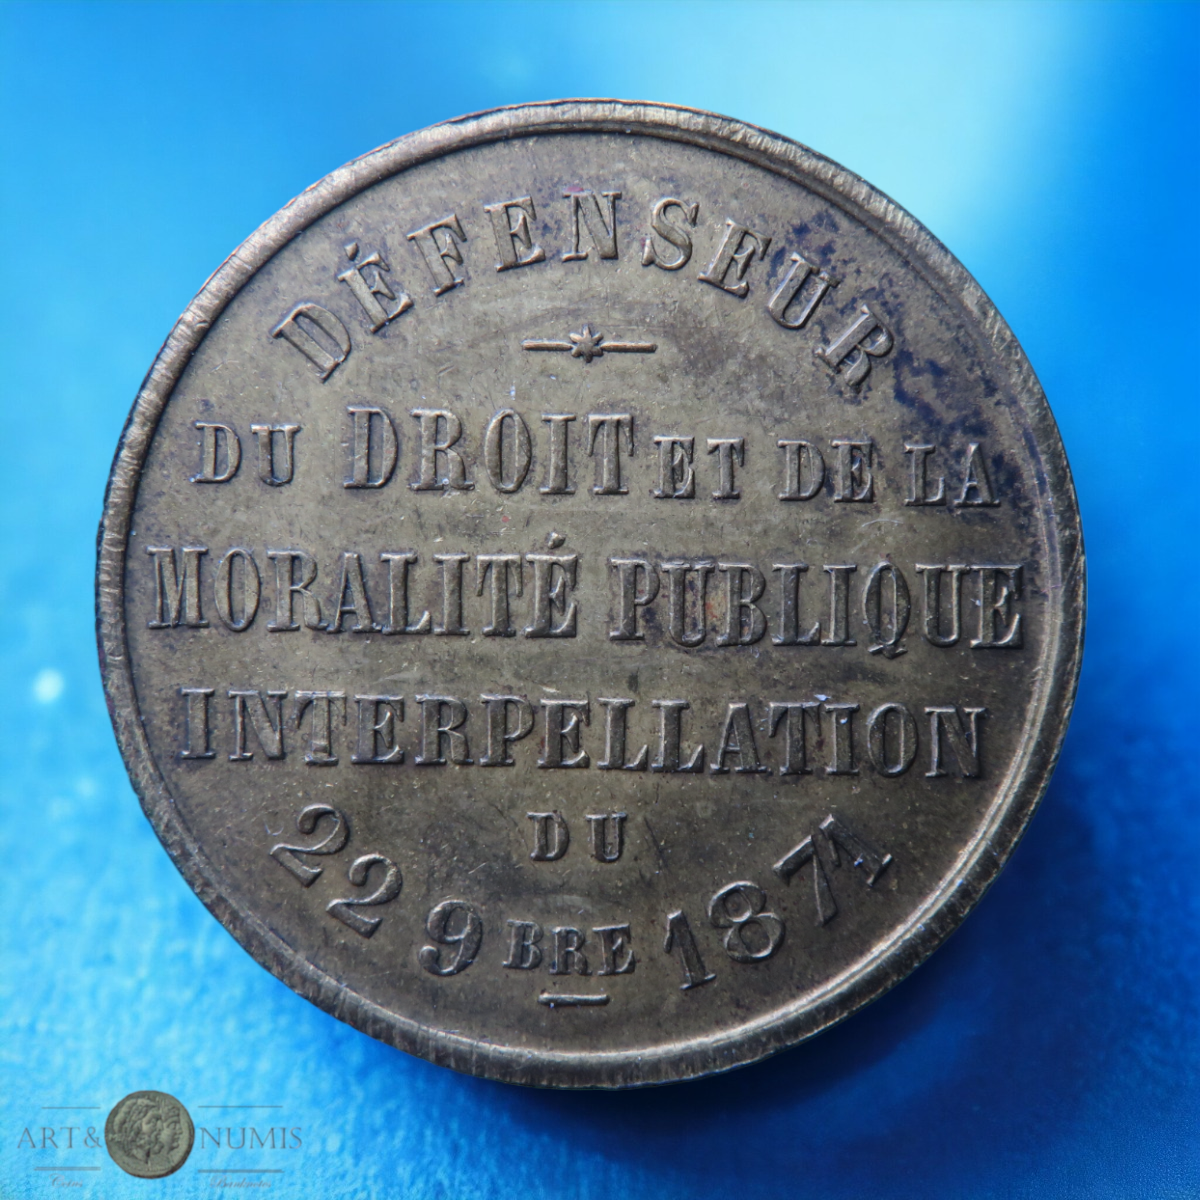 DÉFENSEUR
DU DROIT ET DE LA
MORALITÉ PUBLIQUE
INTERPELLATION
DU
22 9BRE 1871
ART& NUMIS